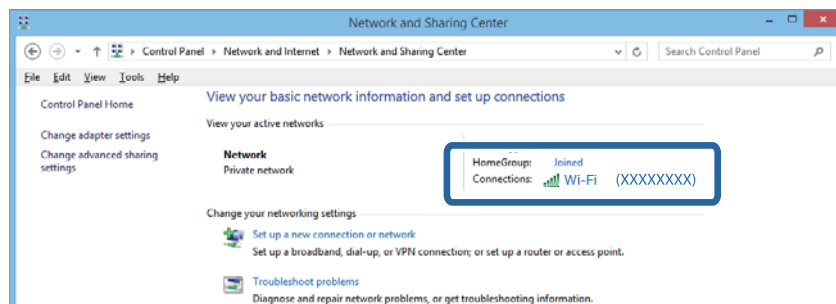 Network and Sharing Center
Control Panel Network and Internet Network and Sharing Center Search Control Panel
File Edit View Tools Help
Control Panel Home
Change adapter settings
Change advanced sharing
settings
View your basic network information and set up connections
View your active networks
Network
Private network
HomeGroup: Joined
Connections: Wi-Fi (XXXXXXXX)
Change your networking settings
Set up a new connection or network
Set up a broadband, dial-up, or VPN connection; or set up a router or access point.
Troubleshoot problems
Diagnose and repair network problems, or get troubleshooting information.